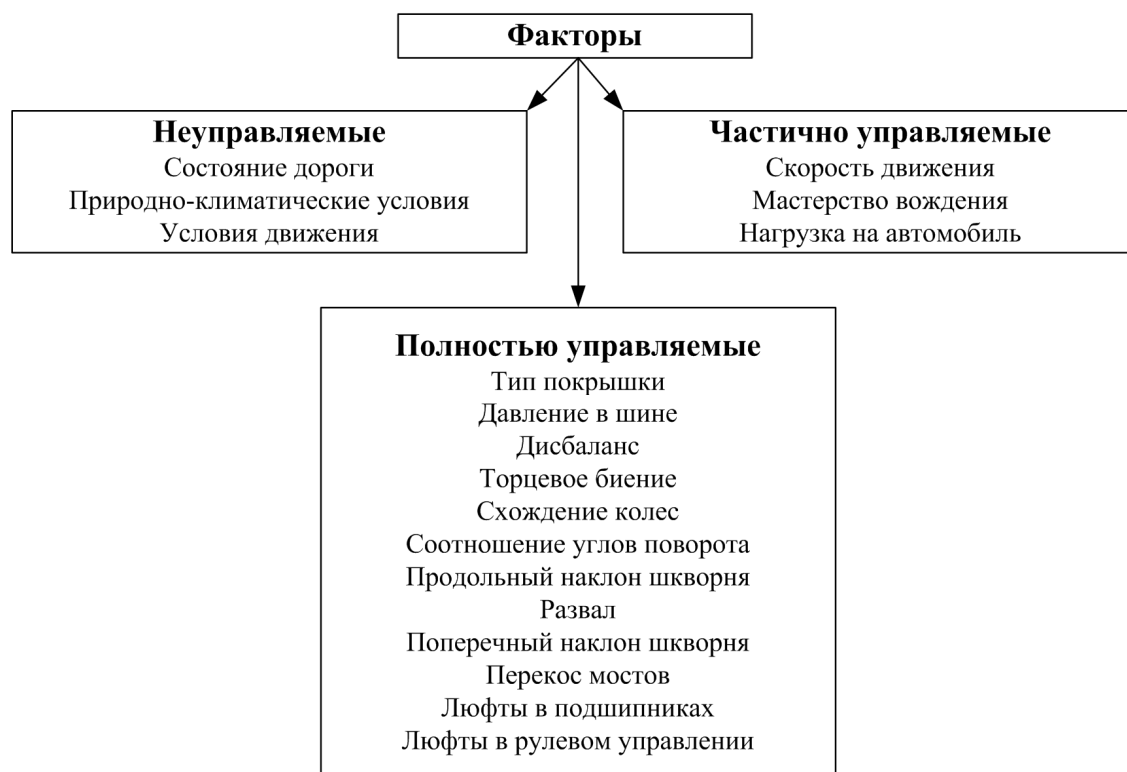 Факторы
Неуправляемые
Состояние дороги
Природно-климатические условия
Условия движения
Частично управляемые
Скорость движения
Мастерство вождения
Нагрузка на автомобиль
Полностью управляемые
Тип покрышки
Давление в шине
Дисбаланс
Торцевое биение
Схождение колес
Соотношение углов поворота
Продольный наклон шкворня
Развал
Поперечный наклон шкворня
Перекос мостов
Люфты в подшипниках
Люфты в рулевом управлении